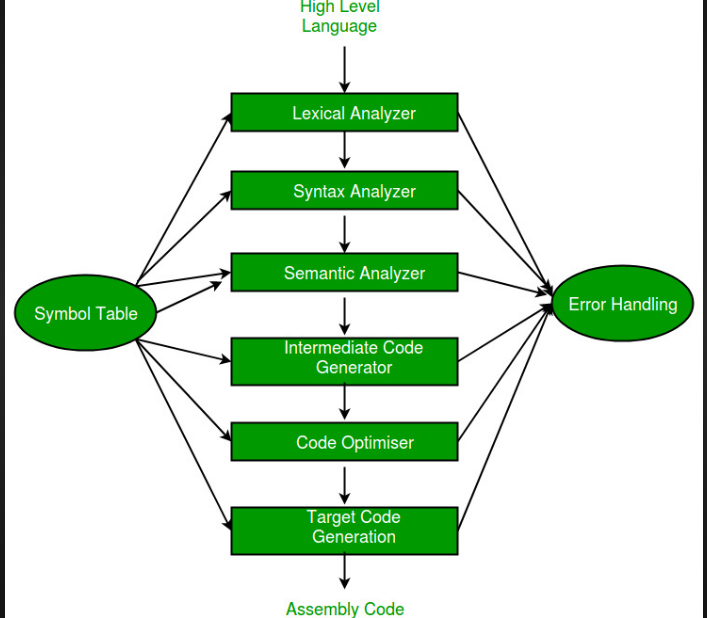 High Level
Language
Lexical Analyzer
Syntax Analyzer
Semantic Analyzer
Symbol Table
Error Handling
Intermediate Code
Generator
Code Optimiser
Target Code
Generation
Assembly Code